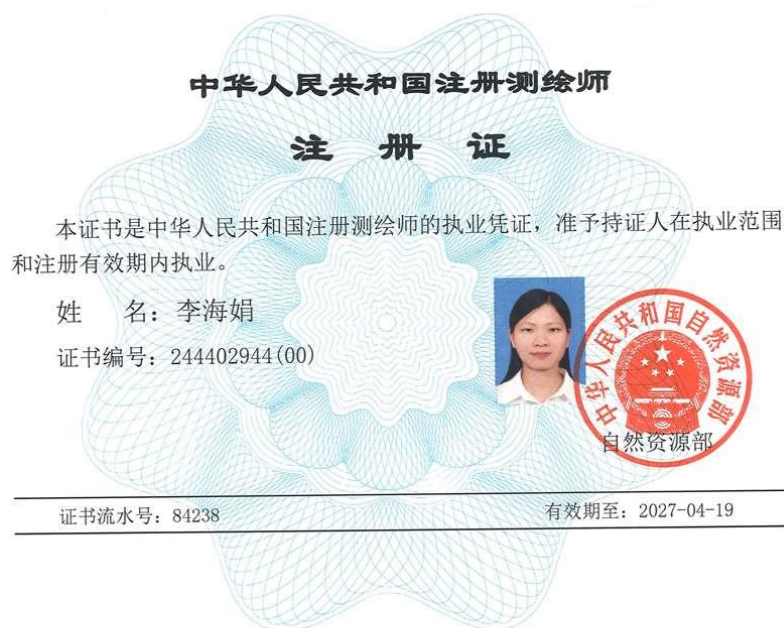 中华人民共和国注册测绘师
注 册 证
本证书是中华人民共和国注册测绘师的执业凭证，准予持证人在执业范围
和注册有效期内执业。
姓 名：李海娟
证书编号：244402944(00)
中华人民共和国自然资源部
自然资源部
证书流水号：84238
有效期至：2027-04-19